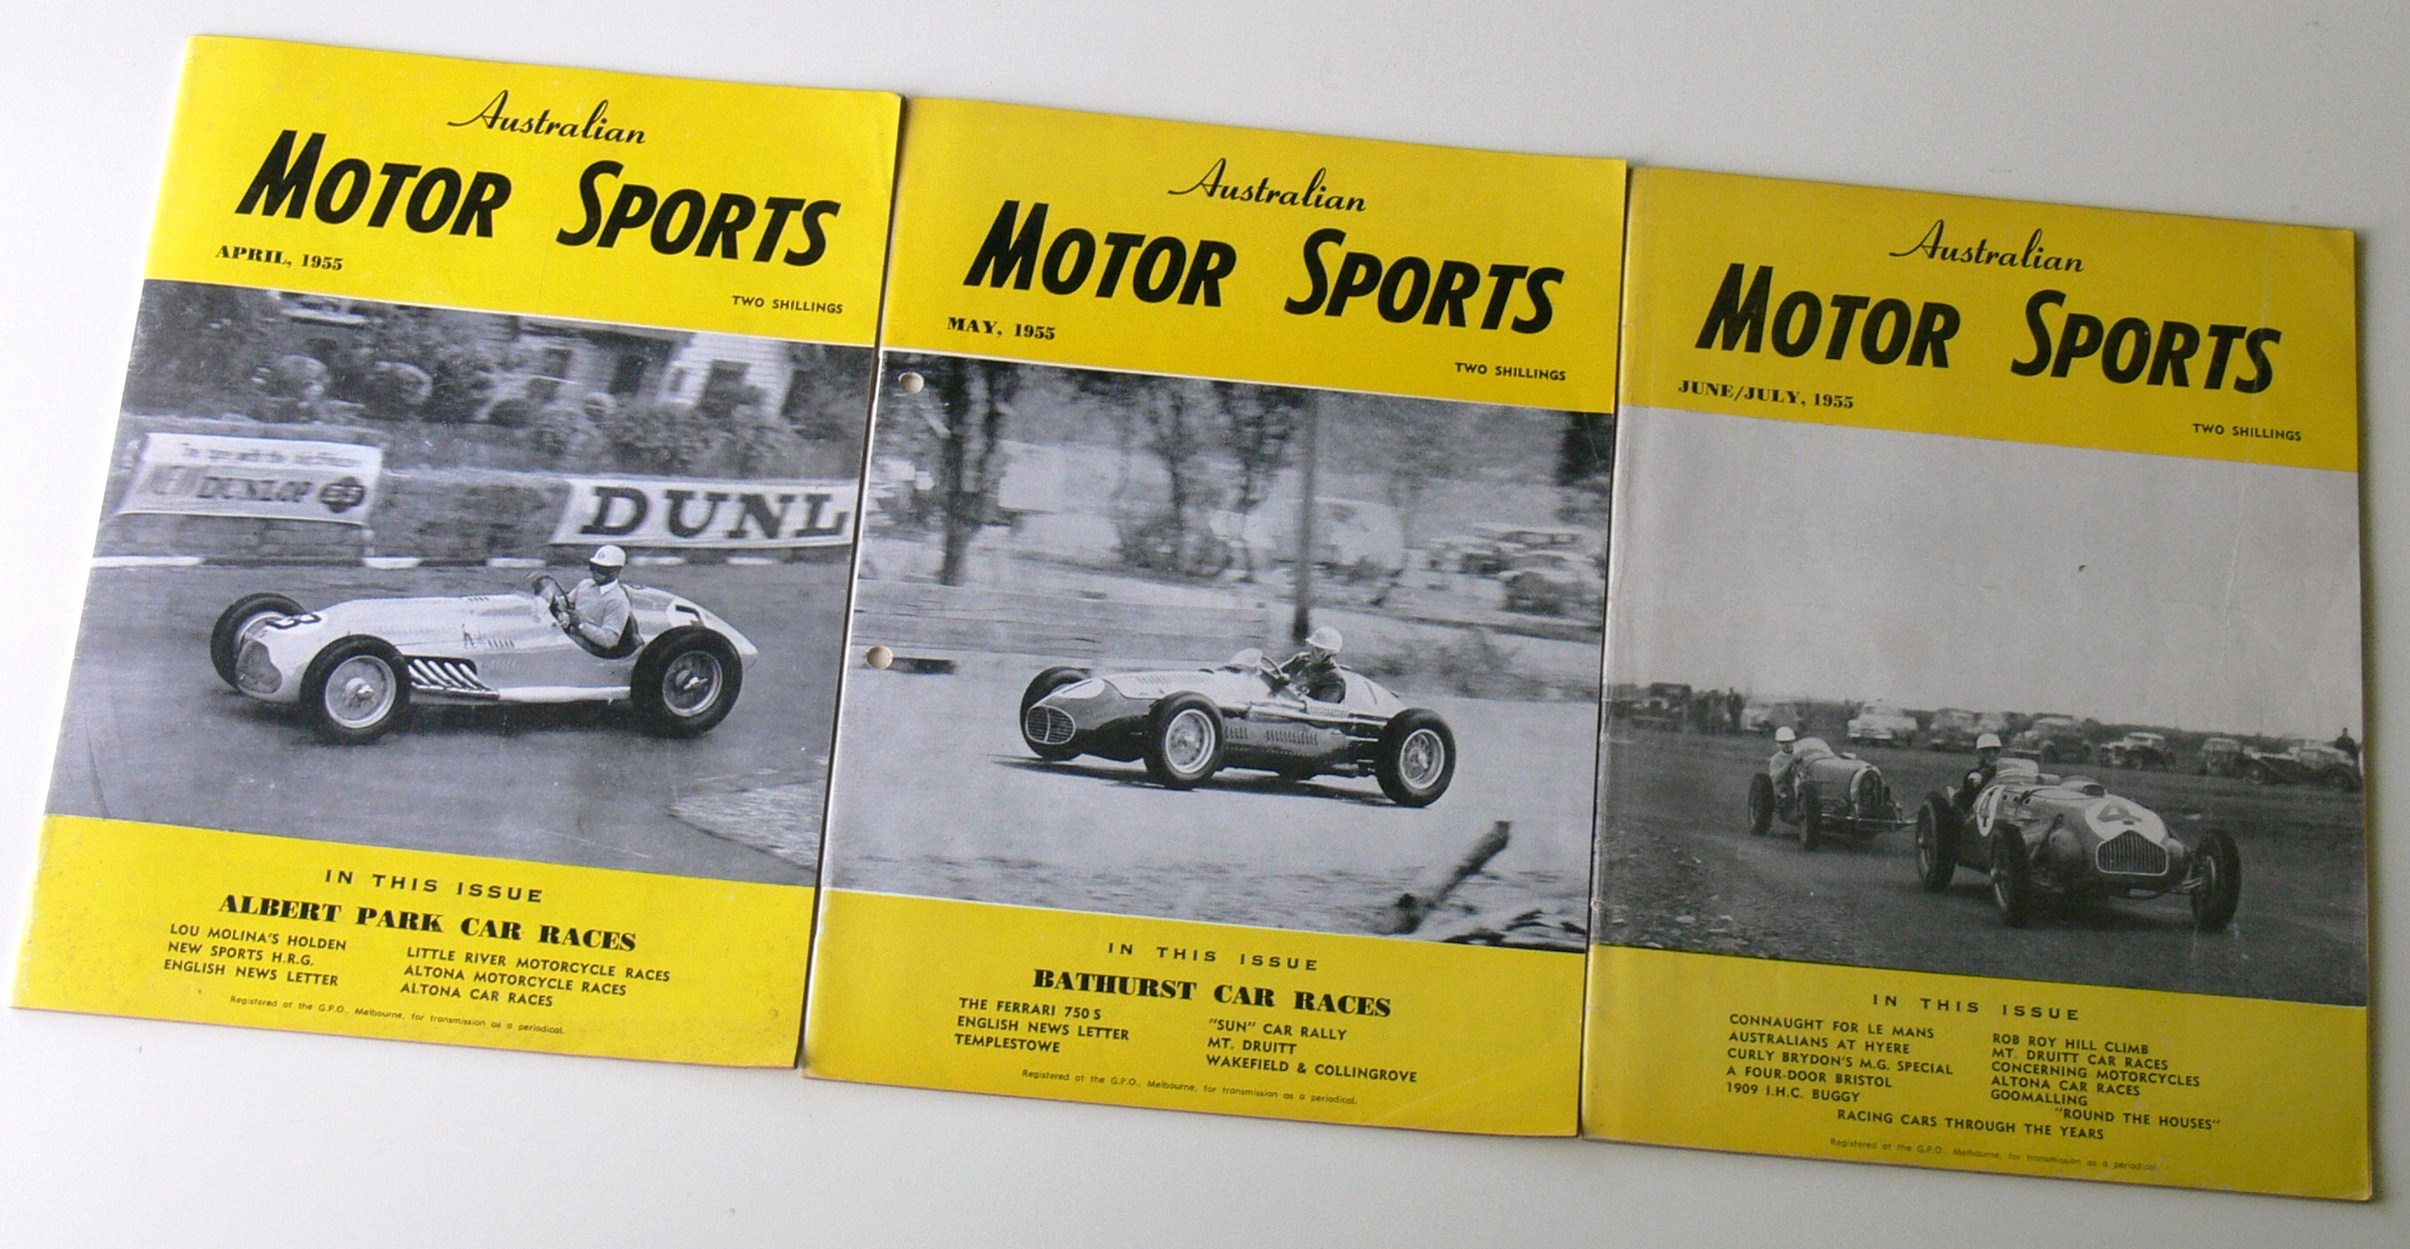 Australian
MOTOR SPORTS
APRIL, 1955
TWO SHILLINGS
DUNLOP
DUNL
IN THIS ISSUE
ALBERT PARK CAR RACES
LOU MOLINA'S HOLDEN
NEW SPORTS H.R.G.
ENGLISH NEWS LETTER
LITTLE RIVER MOTORCYCLE RACES
ALTONA MOTORCYCLE RACES
ALTONA CAR RACES
Registered at the G.P.O., Melbourne, for transmission as a periodical.
Australian
MOTOR SPORTS
MAY, 1955
TWO SHILLINGS
IN THIS ISSUE
BATHURST CAR RACES
THE FERRARI 750 S
ENGLISH NEWS LETTER
TEMPLESTOWE
"SUN" CAR RALLY
MT. DRUITT
WAKEFIELD & COLLINGROVE
Registered at the G.P.O., Melbourne, for transmission as a periodical.
Australian
MOTOR SPORTS
JUNE/JULY, 1955
TWO SHILLINGS
4
4
IN THIS ISSUE
CONNAUGHT FOR LE MANS
AUSTRALIANS AT HYERE
CURLY BRYDON'S M.G. SPECIAL
A FOUR-DOOR BRISTOL
1909 I.H.C. BUGGY
ROB ROY HILL CLIMB
MT. DRUITT CAR RACES
CONCERNING MOTORCYCLES
ALTONA CAR RACES
GOOMALLING
"ROUND THE HOUSES"
RACING CARS THROUGH THE YEARS
Registered at the G.P.O., Melbourne, for transmission as a periodical.